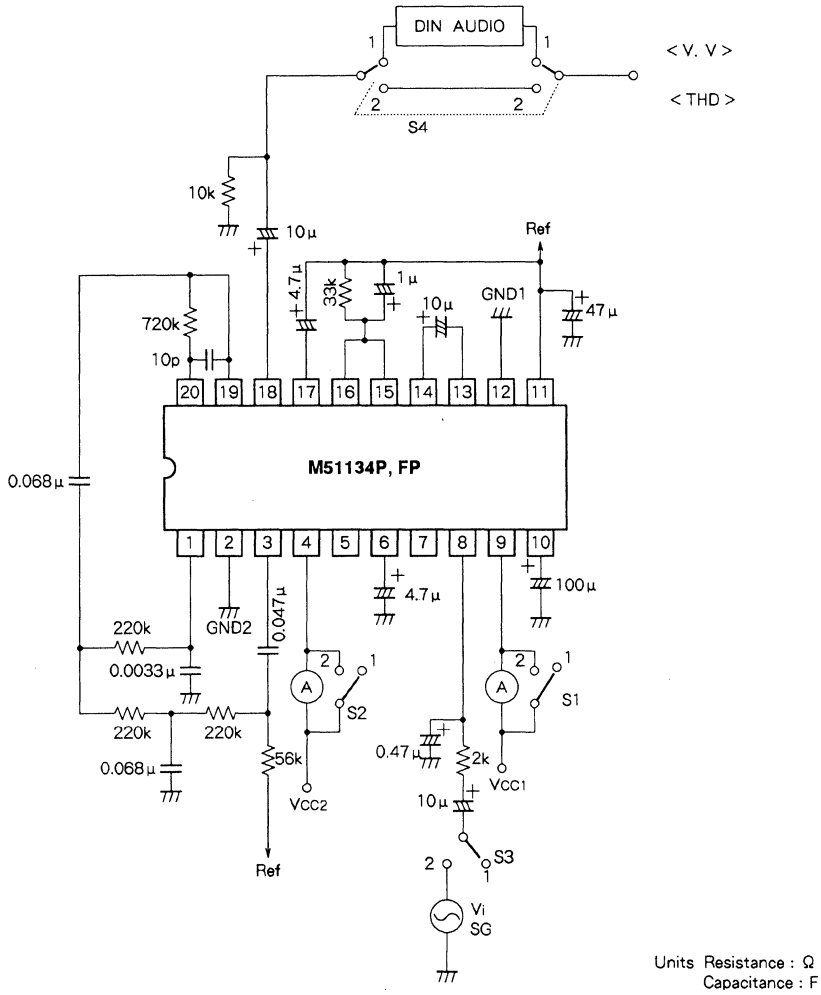 DIN AUDIO
1
1
< V. V >
2
2
< THD >
S4
10k
10μ
+
Ref
4.7μ
+
33k
1μ
+
10μ
+
GND1
+
47μ
720k
10p
20 19 18 17 16 15 14 13 12 11
M51134P, FP
0.068μ
1 2 3 4 5 6 7 8 9 10
+
4.7μ
+
100μ
GND2
0.047μ
220k
0.0033μ
2
1
A
S2
2
1
A
S1
220k
220k
0.068μ
56k
VCC2
0.47μ
+
2k
VCC1
10μ
+
Ref
S3
2
1
Vi
SG
Units Resistance : Ω
Capacitance : F